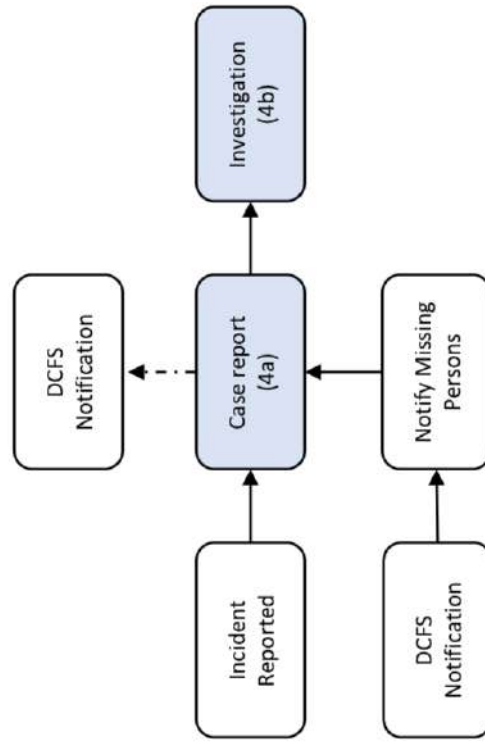 DCFS
Notification
Incident
Reported
Case report
(4a)
Investigation
(4b)
DCFS
Notification
Notify Missing
Persons